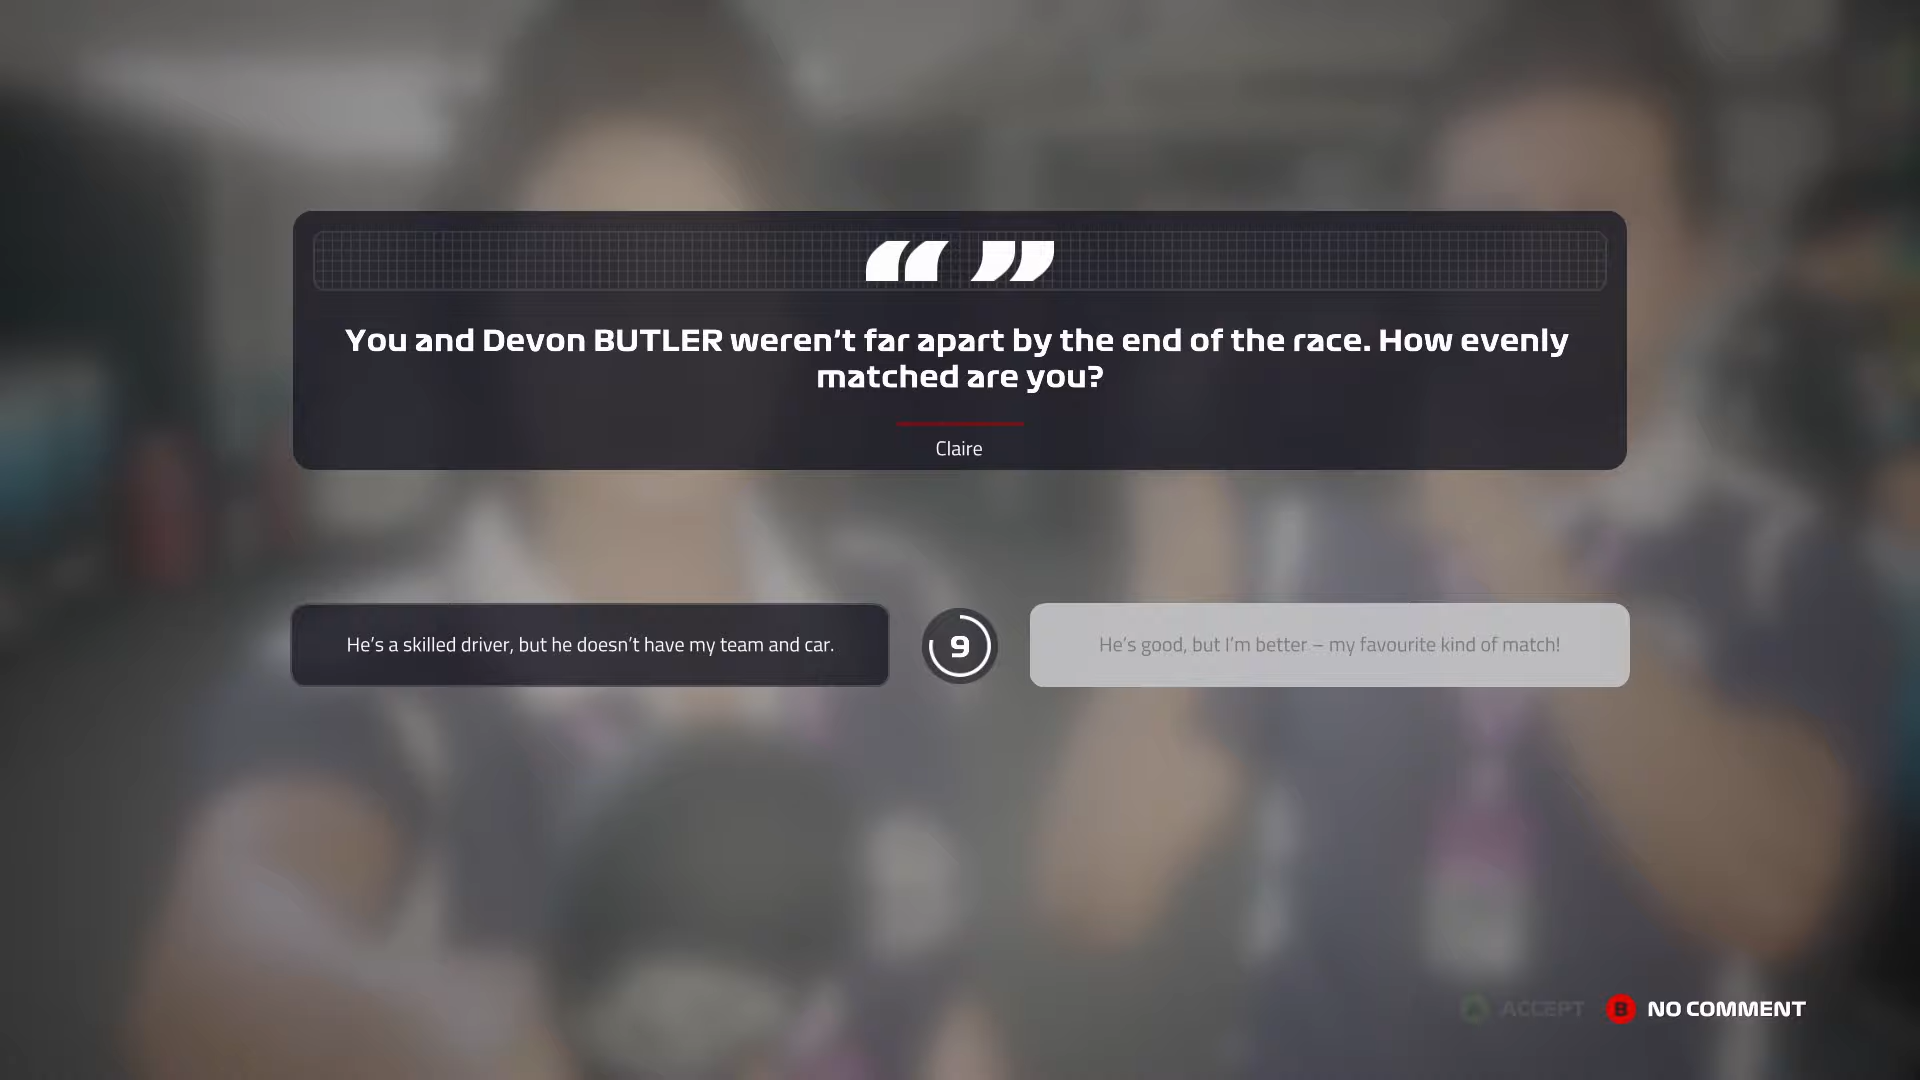 “ ”
You and Devon BUTLER weren’t far apart by the end of the race. How evenly
matched are you?
Claire
He’s a skilled driver, but he doesn’t have my team and car.
9
He’s good, but I’m better – my favourite kind of match!
A ACCEPT
B NO COMMENT